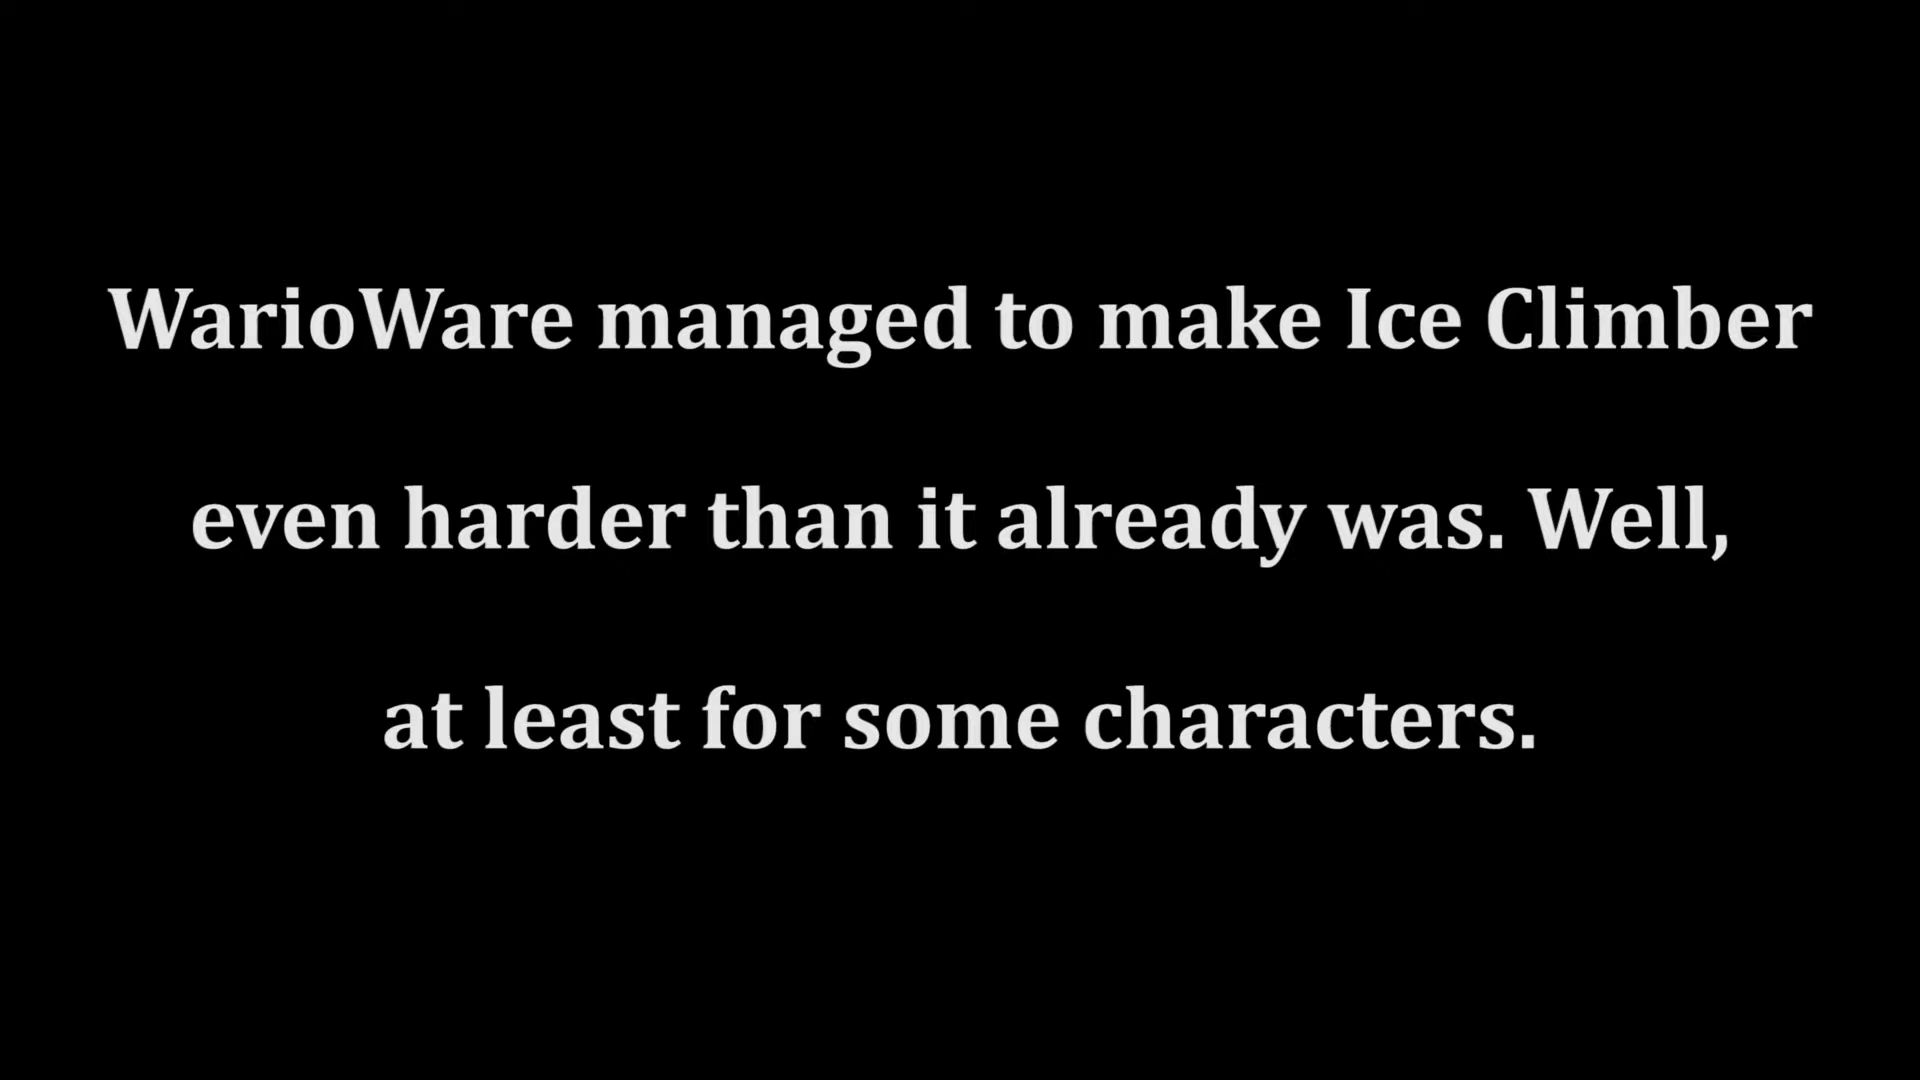 WarioWare managed to make Ice Climber
even harder than it already was. Well,
at least for some characters.